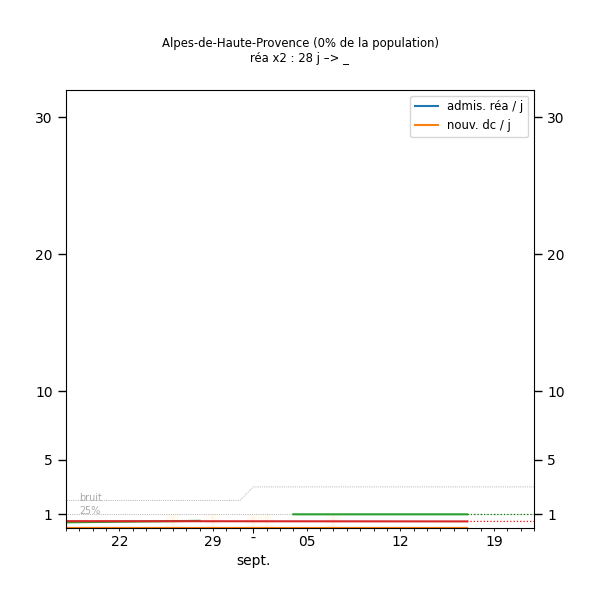 Alpes-de-Haute-Provence (0% de la population)
réa x2 : 28 j –> _
admis. réa / j
nouv. dc / j
30 30
20 20
10 10
5 5
bruit
25%
1 1
22 29 - 05 12 19
sept.